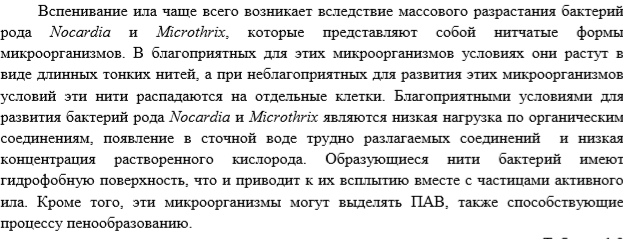 Вспенивание ила чаще всего возникает вследствие массового разрастания бактерий
рода Nocardia и Microthrix, которые представляют собой нитчатые формы
микроорганизмов. В благоприятных для этих микроорганизмов условиях они растут в
виде длинных тонких нитей, а при неблагоприятных для развития этих микроорганизмов
условий эти нити распадаются на отдельные клетки. Благоприятными условиями для
развития бактерий рода Nocardia и Microthrix являются низкая нагрузка по органическим
соединениям, появление в сточной воде трудно разлагаемых соединений и низкая
концентрация растворенного кислорода. Образующиеся нити бактерий имеют
гидрофобную поверхность, что и приводит к их всплытию вместе с частицами активного
ила. Кроме того, эти микроорганизмы могут выделять ПАВ, также способствующие
процессу пенообразованию.